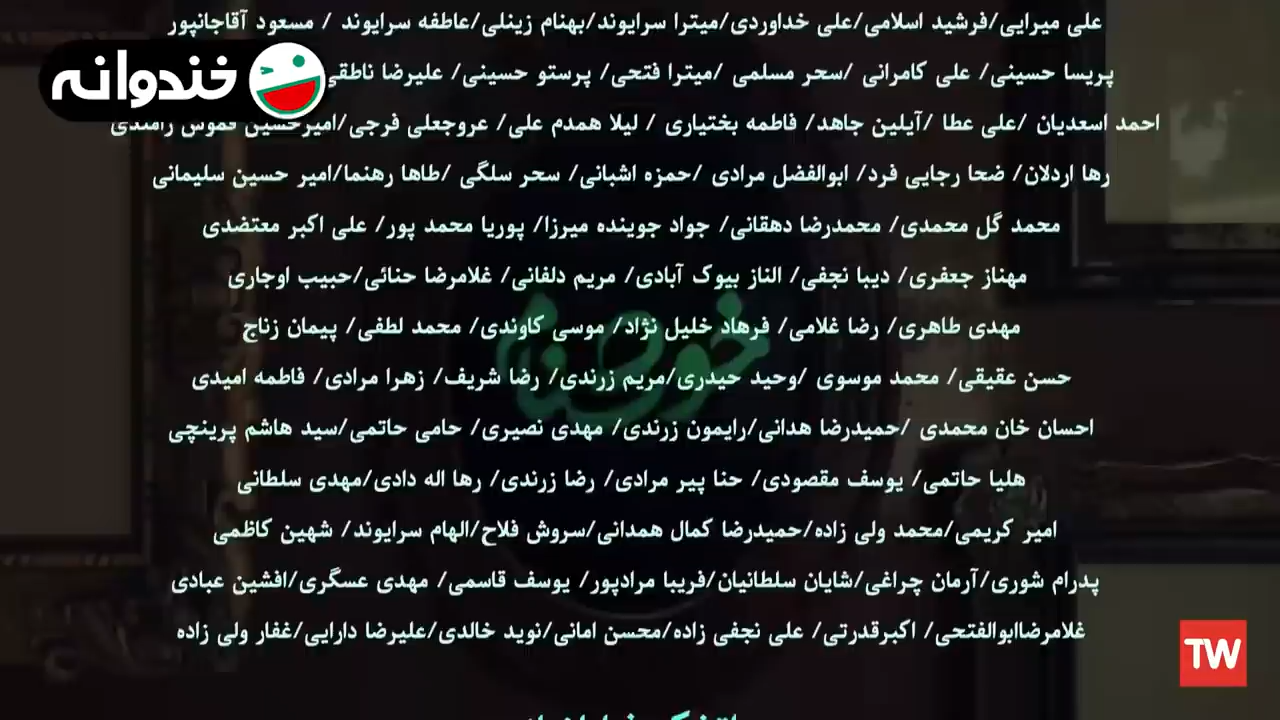 علی میرایی/فرشید اسلامی/علی خداوردی/میترا سرایوند/بهنام زینلی/عاطفه سرایوند / مسعود آقاجانپور
خندوانه
پریسا حسینی/ علی کامرانی /سحر مسلمی /میترا فتحی/ پرستو حسینی/ علیرضا ناطقی
احمد اسعدیان /علی عطا /آیلین جاهد/ فاطمه بختیاری / لیلا همدم علی/ عروجعلی فرجی/امیرحسین
رها اردلان/ ضحا رجایی فرد/ ابوالفضل مرادی /حمزه اشبانی/ سحر سلگی /طاها رهنما/امیر حسین سلیمانی
محمد گل محمدی/ محمدرضا دهقانی/ جواد جوینده میرزا/ پوریا محمد پور/ علی اکبر معتضدی
مهناز جعفری/ دیبا نجفی/ الناز بیوک آبادی/ مریم دلفانی/ غلامرضا حنائی/حبیب اوجاری
مهدی طاهری/ رضا غلامی/ فرهاد خلیل نژاد/ موسی کاوندی/ محمد لطفی/ پیمان زناج
حسن عقیقی/ محمد موسوی /وحید حیدری/مریم زرندی/ رضا شریف/ زهرا مرادی/ فاطمه امیدی
احسان خان محمدی /حمیدرضا هدانی/رایمون زرندی/ مهدی نصیری/ حامی حاتمی/سید هاشم پرینچی
هلیا حاتمی/ یوسف مقصودی/ حنا پیر مرادی/ رضا زرندی/ رها اله دادی/مهدی سلطانی
امیر کریمی/محمد ولی زاده/حمیدرضا کمال همدانی/سروش فلاح/الهام سرایوند/ شهین کاظمی
پدرام شوری/آرمان چراغی/شایان سلطانیان/فریبا مرادپور/ یوسف قاسمی/ مهدی عسگری/افشین عبادی
غلامرضاابوالفتحی/ اکبرقدرتی/ علی نجفی زاده/محسن امانی/نوید خالدی/علیرضا دارایی/غفار ولی زاده
TW